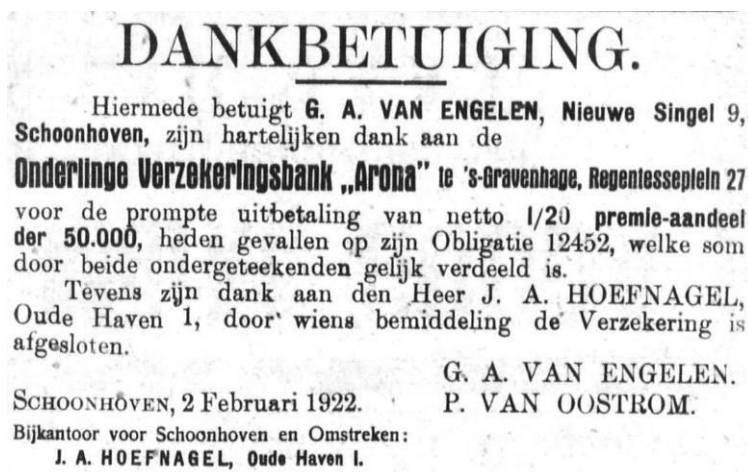 DANKBETUIGING.
Hiermede betuigt G. A. VAN ENGELEN, Nieuwe Singel 9,
Schoonhoven, zijn hartelijken dank aan de
Onderlinge Verzekeringsbank „Arona” te 's-Gravenhage, Regentesseplein 27
voor de prompte uitbetaling van netto 1/20 premie-aandeel
der 50.000, heden gevallen op zijn Obligatie 12452, welke som
door beide ondergeteekenden gelijk verdeeld is.
Tevens zijn dank aan den Heer J. A. HOEFNAGEL,
Oude Haven 1, door wiens bemiddeling de Verzekering is
afgesloten.
G. A. VAN ENGELEN.
SCHOONHOVEN, 2 Februari 1922. P. VAN OOSTROM.
Bijkantoor voor Schoonhoven en Omstreken:
J. A. HOEFNAGEL, Oude Haven I.